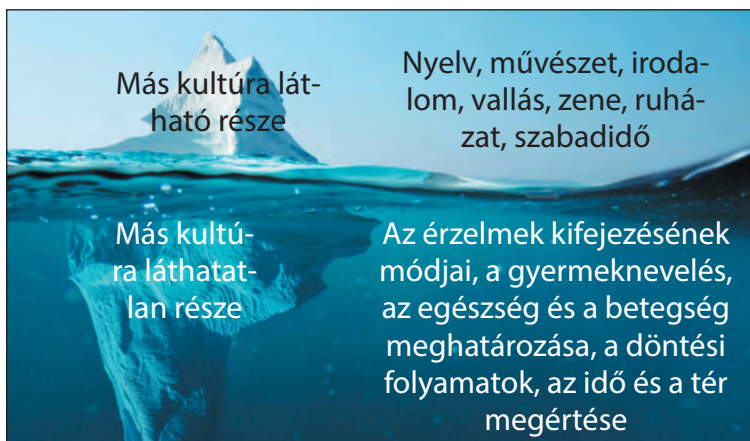 Más kultúra lát-
ható része
Nyelv, művészet, iroda-
lom, vallás, zene, ruhá-
zat, szabadidő
Más kultú-
ra láthatat-
lan része
Az érzelmek kifejezésének
módjai, a gyermeknevelés,
az egészség és a betegség
meghatározása, a döntési
folyamatok, az idő és a tér
megértése